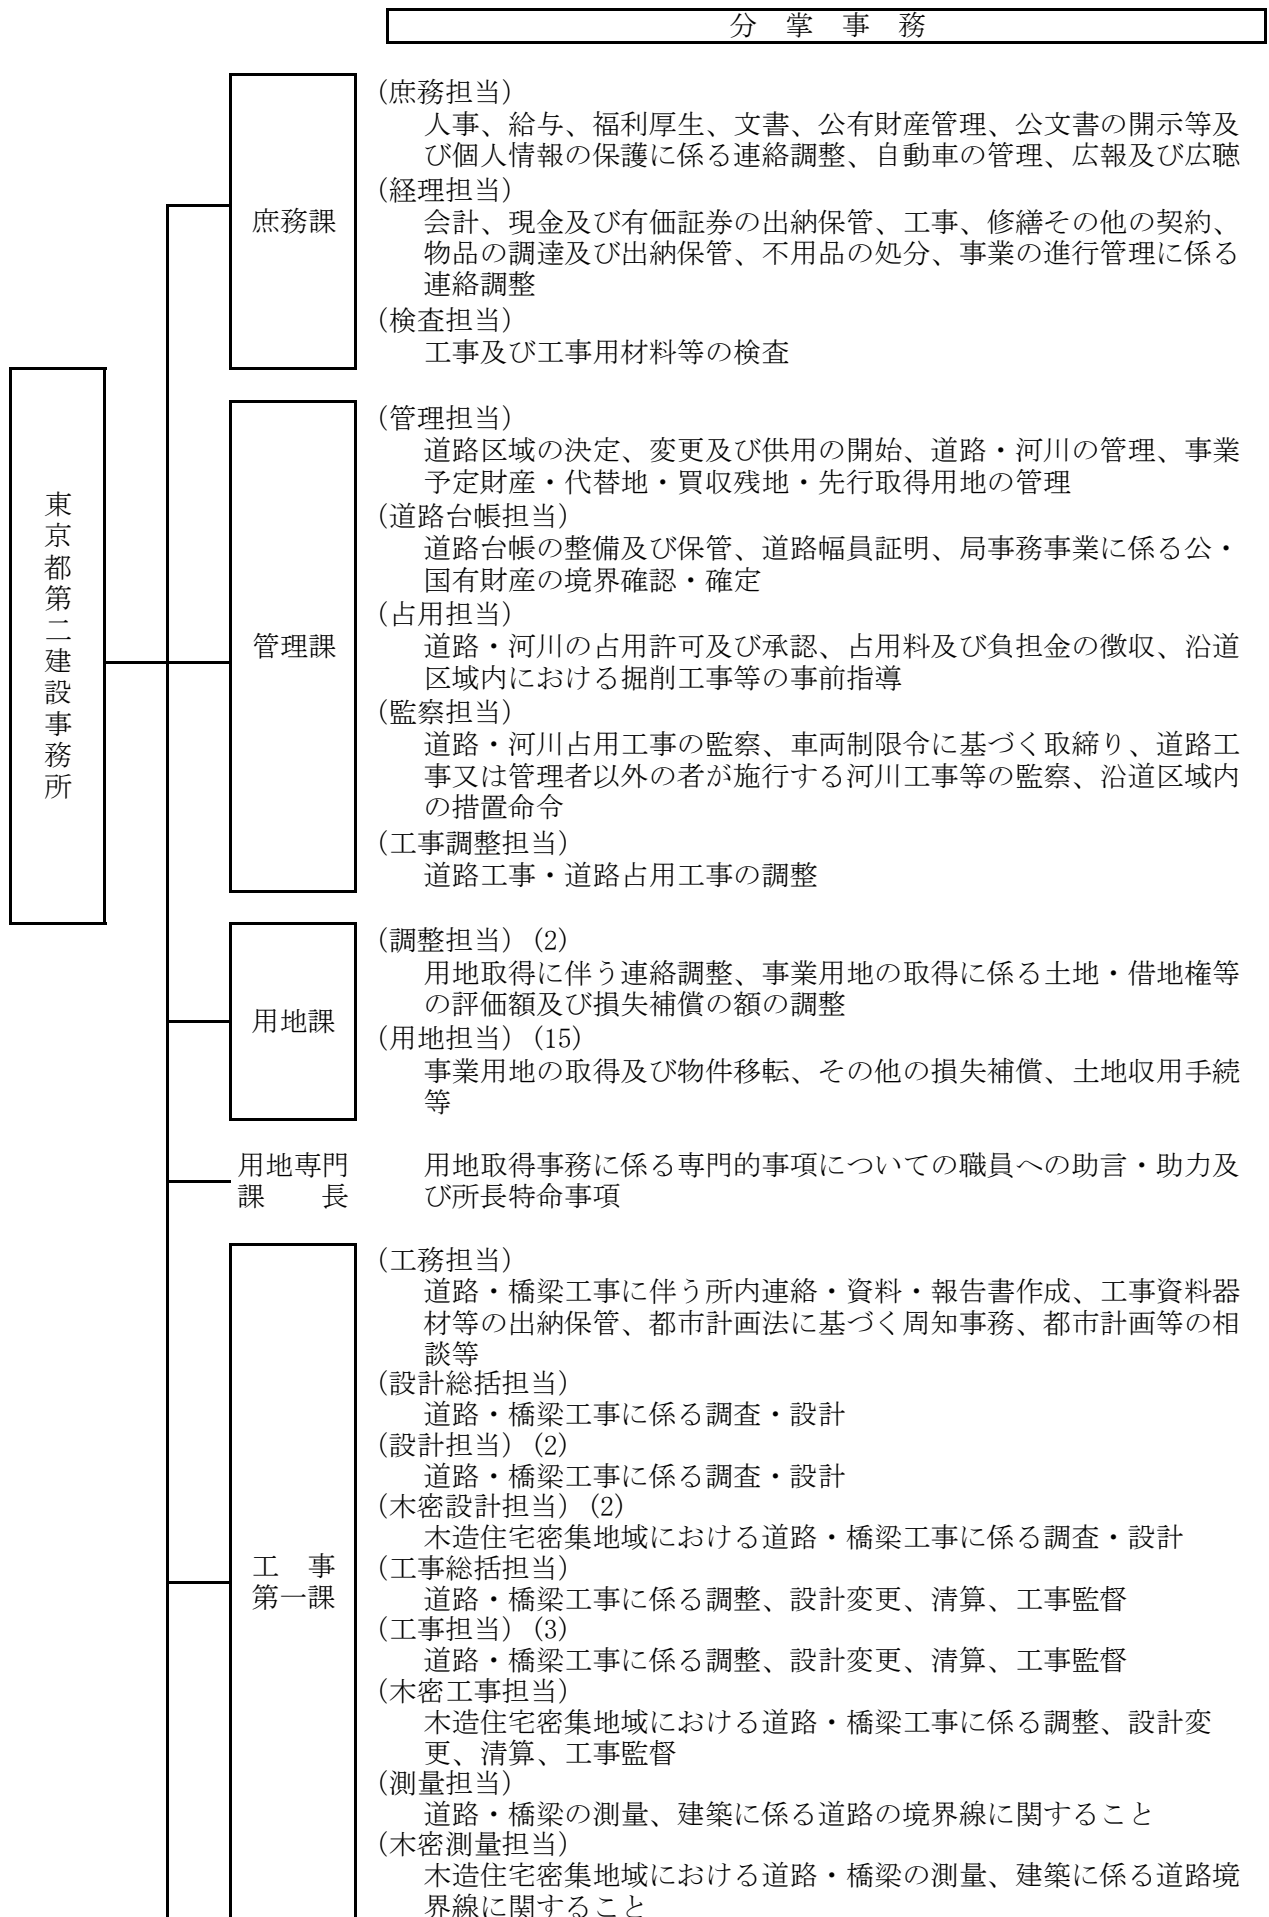 分掌事務
東京都第二建設事務所
庶務課
(庶務担当)
人事、給与、福利厚生、文書、公有財産管理、公文書の開示等及
び個人情報の保護に係る連絡調整、自動車の管理、広報及び広聴
(経理担当)
会計、現金及び有価証券の出納保管、工事、修繕その他の契約、
物品の調達及び出納保管、不用品の処分、事業の進行管理に係る
連絡調整
(検査担当)
工事及び工事用材料等の検査
管理課
(管理担当)
道路区域の決定、変更及び供用の開始、道路・河川の管理、事業
予定財産・代替地・買収残地・先行取得用地の管理
(道路台帳担当)
道路台帳の整備及び保管、道路幅員証明、局事務事業に係る公・
国有財産の境界確認・確定
(占用担当)
道路・河川の占用許可及び承認、占用料及び負担金の徴収、沿道
区域内における掘削工事等の事前指導
(監察担当)
道路・河川占用工事の監察、車両制限令に基づく取締り、道路工
事又は管理者以外の者が施行する河川工事等の監察、沿道区域内
の措置命令
(工事調整担当)
道路工事・道路占用工事の調整
用地課
(調整担当) (2)
用地取得に伴う連絡調整、事業用地の取得に係る土地・借地権等
の評価額及び損失補償の額の調整
(用地担当) (15)
事業用地の取得及び物件移転、その他の損失補償、土地収用手続
等
用地専門
課　　長
用地取得事務に係る専門的事項についての職員への助言・助力及
び所長特命事項
工　事
第一課
(工務担当)
道路・橋梁工事に伴う所内連絡・資料・報告書作成、工事資料器
材等の出納保管、都市計画法に基づく周知事務、都市計画等の相
談等
(設計総括担当)
道路・橋梁工事に係る調査・設計
(設計担当) (2)
道路・橋梁工事に係る調査・設計
(木密設計担当) (2)
木造住宅密集地域における道路・橋梁工事に係る調査・設計
(工事総括担当)
道路・橋梁工事に係る調整、設計変更、清算、工事監督
(工事担当) (3)
道路・橋梁工事に係る調整、設計変更、清算、工事監督
(木密工事担当)
木造住宅密集地域における道路・橋梁工事に係る調整、設計変
更、清算、工事監督
(測量担当)
道路・橋梁の測量、建築に係る道路の境界線に関すること
(木密測量担当)
木造住宅密集地域における道路・橋梁の測量、建築に係る道路境
界線に関すること